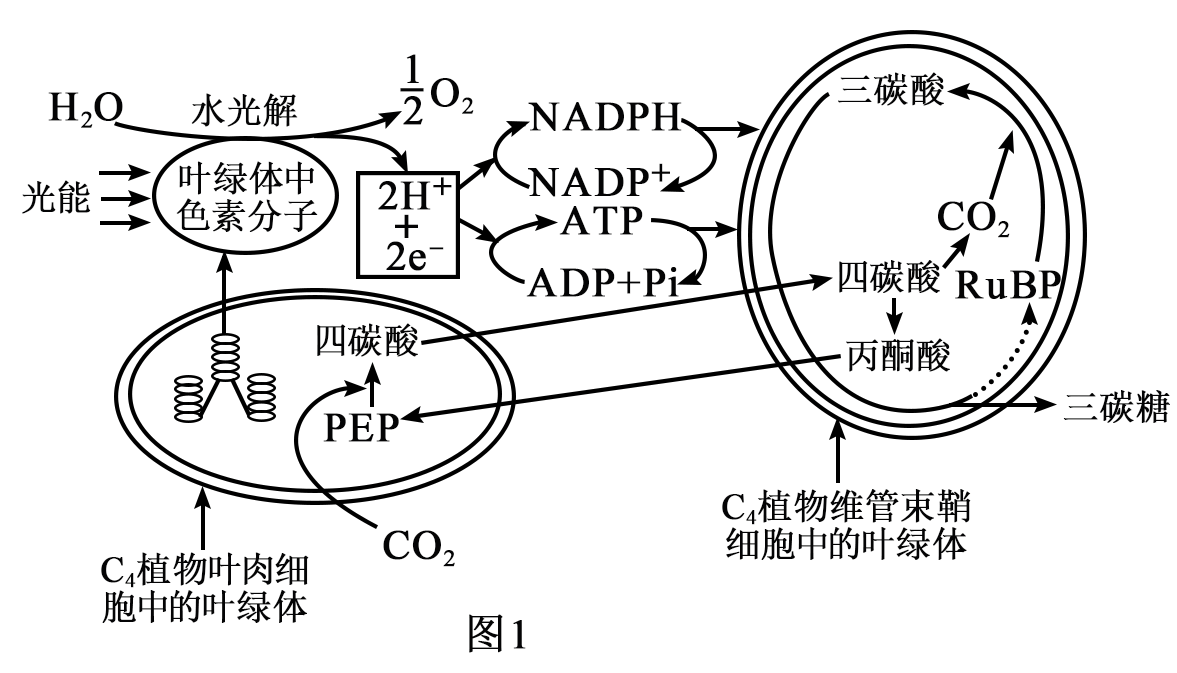 H₂O
水光解
1/2 O₂
光能
叶绿体中
色素分子
2H⁺
+
2e⁻
NADPH
NADP⁺
ATP
ADP+Pi
三碳酸
CO₂
四碳酸
RuBP
丙酮酸
三碳糖
四碳酸
PEP
CO₂
C₄植物叶肉细
胞中的叶绿体
C₄植物维管束鞘
细胞中的叶绿体
图1